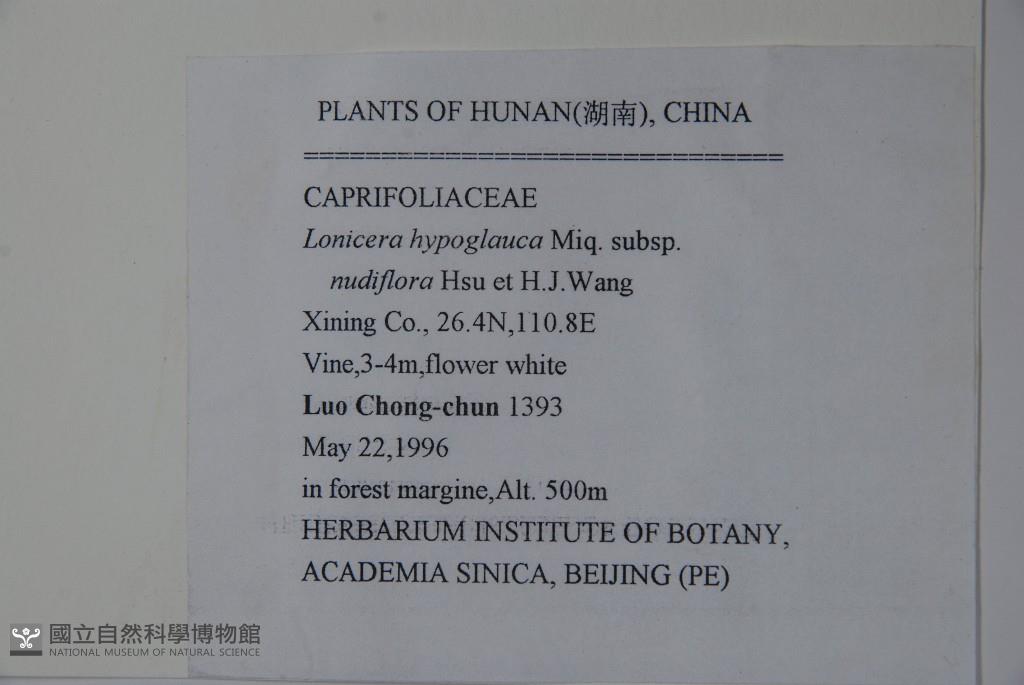 PLANTS OF HUNAN(湖南), CHINA
===============================
CAPRIFOLIACEAE
Lonicera hypoglauca Miq. subsp.
nudiflora Hsu et H.J.Wang
Xining Co., 26.4N,110.8E
Vine,3-4m,flower white
Luo Chong-chun 1393
May 22,1996
in forest margine,Alt. 500m
HERBARIUM INSTITUTE OF BOTANY,
ACADEMIA SINICA, BEIJING (PE)
國立自然科學博物館
NATIONAL MUSEUM OF NATURAL SCIENCE